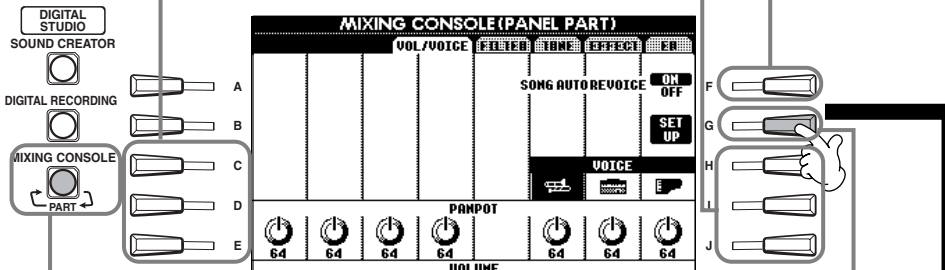 DIGITAL
STUDIO
SOUND CREATOR
DIGITAL RECORDING
MIXING CONSOLE
PART
A
B
C
D
E
MIXING CONSOLE(PANEL PART)
VOL/VOICE FILTER TUNE EFFECT EQ
SONG AUTO REVOICE ON
OFF
SET
UP
VOICE
PANPOT
64 64 64 64 64 64 64
VOLUME
F
G
H
I
J